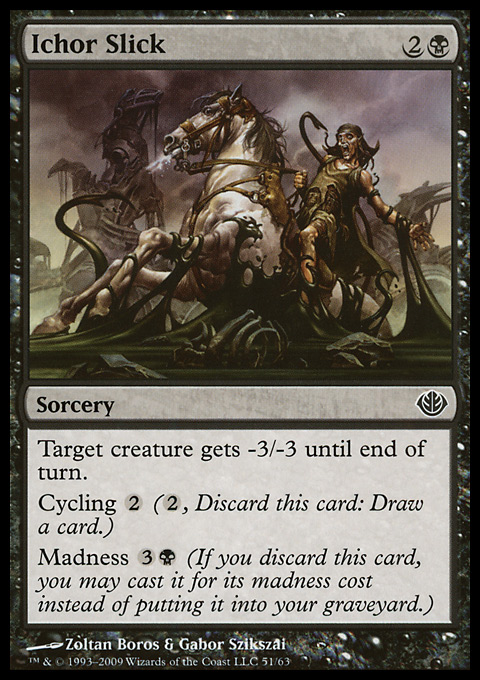 Ichor Slick 2
Sorcery
Target creature gets -3/-3 until end of
turn.
Cycling 2 (2, Discard this card: Draw
a card.)
Madness 3 (If you discard this card,
you may cast it for its madness cost
instead of putting it into your graveyard.)
Zoltan Boros & Gabor Szikszai
™ & © 1993–2009 Wizards of the Coast LLC 51/63